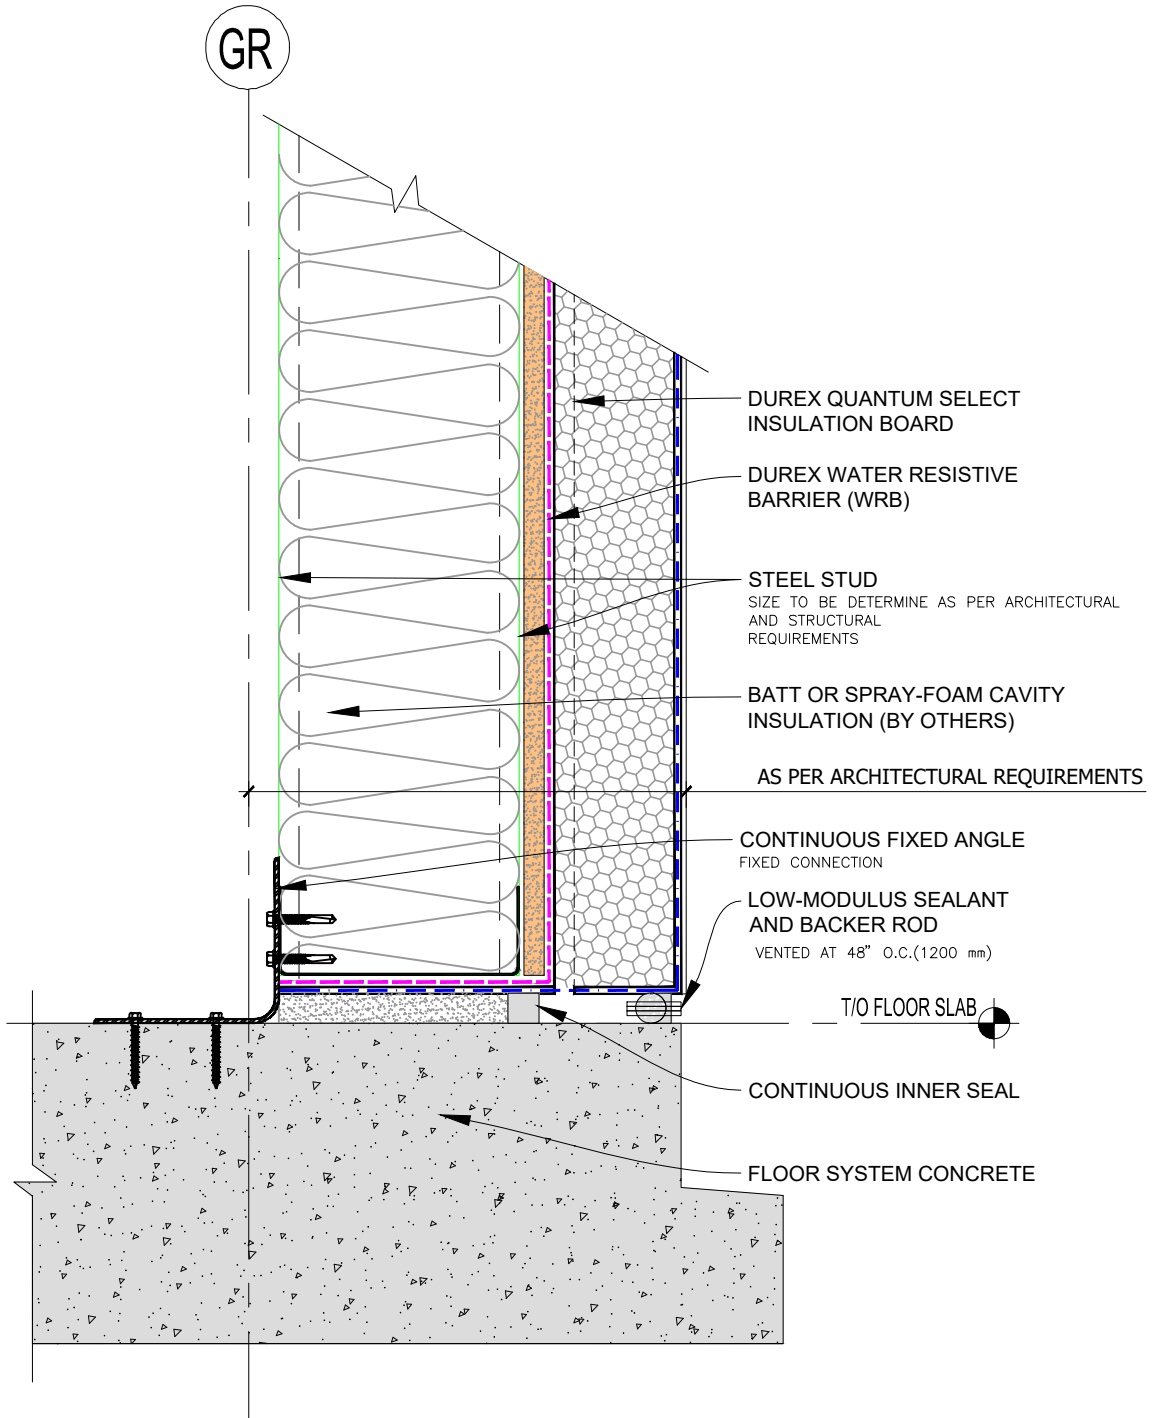 GR
DUREX QUANTUM SELECT
INSULATION BOARD
DUREX WATER RESISTIVE
BARRIER (WRB)
STEEL STUD
SIZE TO BE DETERMINE AS PER ARCHITECTURAL
AND STRUCTURAL
REQUIREMENTS
BATT OR SPRAY-FOAM CAVITY
INSULATION (BY OTHERS)
AS PER ARCHITECTURAL REQUIREMENTS
CONTINUOUS FIXED ANGLE
FIXED CONNECTION
LOW-MODULUS SEALANT
AND BACKER ROD
VENTED AT 48" O.C.(1200 mm)
T/O FLOOR SLAB
CONTINUOUS INNER SEAL
FLOOR SYSTEM CONCRETE